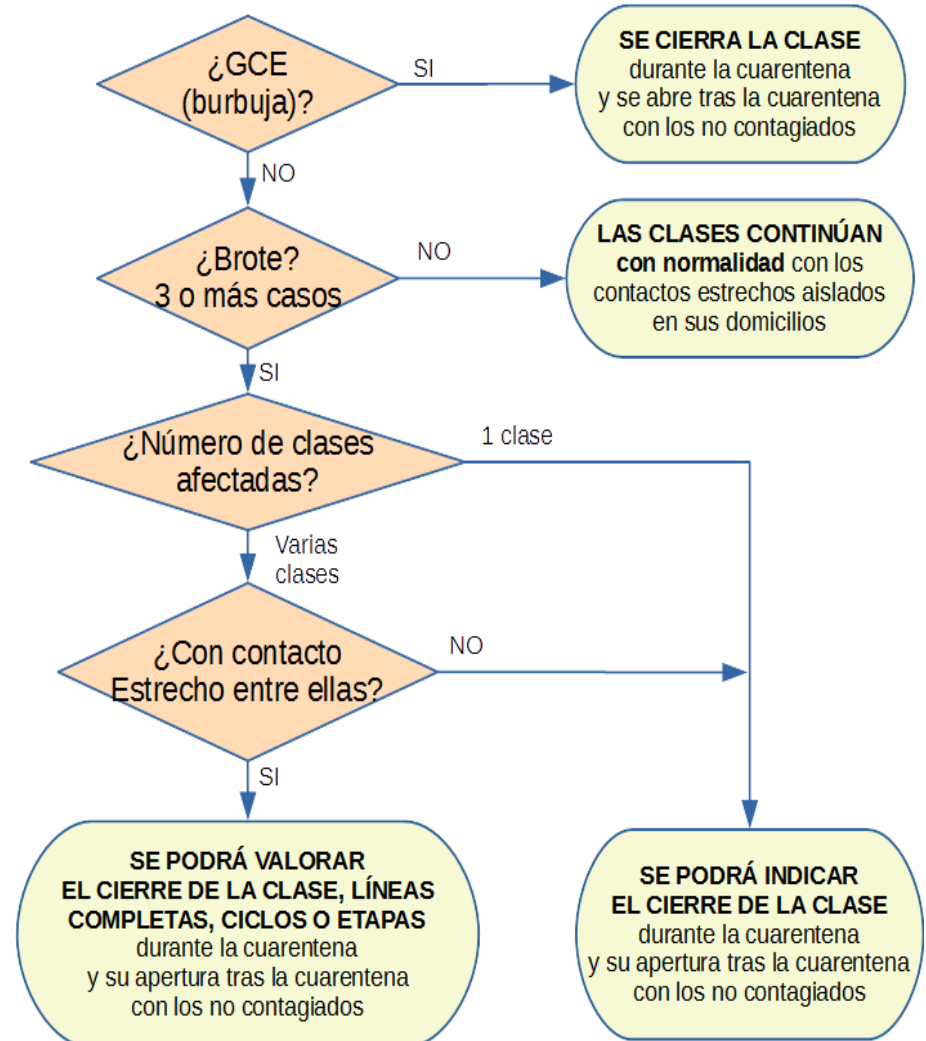 ¿GCE
(burbuja)?
SI
SE CIERRA LA CLASE
durante la cuarentena
y se abre tras la cuarentena
con los no contagiados
NO
¿Brote?
3 o más casos
NO
LAS CLASES CONTINÚAN
con normalidad con los
contactos estrechos aislados
en sus domicilios
SI
¿Número de clases
afectadas?
1 clase
Varias
clases
¿Con contacto
Estrecho entre ellas?
NO
SI
SE PODRÁ VALORAR
EL CIERRE DE LA CLASE, LÍNEAS
COMPLETAS, CICLOS O ETAPAS
durante la cuarentena
y su apertura tras la cuarentena
con los no contagiados
SE PODRÁ INDICAR
EL CIERRE DE LA CLASE
durante la cuarentena
y su apertura tras la cuarentena
con los no contagiados